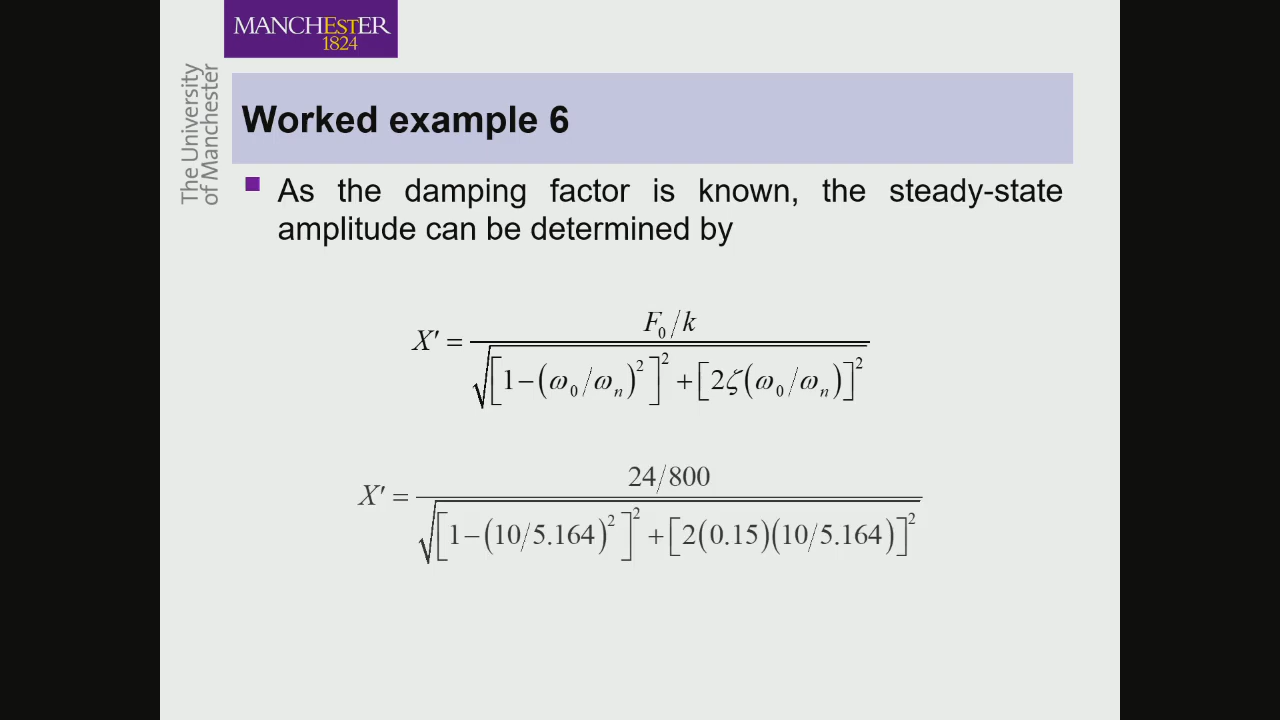 MANCHESTER
1824
The University
of Manchester
Worked example 6
As the damping factor is known, the steady-state
amplitude can be determined by
X′ = F₀/k / √([1−(ω₀/ωₙ)²]² + [2ζ(ω₀/ωₙ)]²)
X′ = 24/800 / √([1−(10/5.164)²]² + [2(0.15)(10/5.164)]²)